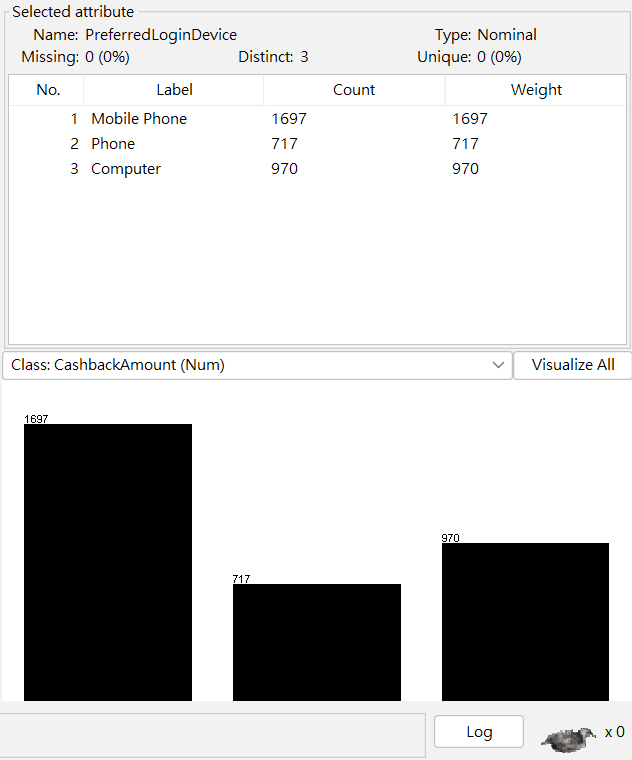 Selected attribute
Name: PreferredLoginDevice Type: Nominal
Missing: 0 (0%) Distinct: 3 Unique: 0 (0%)
No. Label Count Weight
1 Mobile Phone 1697 1697
2 Phone 717 717
3 Computer 970 970
Class: CashbackAmount (Num) Visualize All
1697
717
970
Log x 0